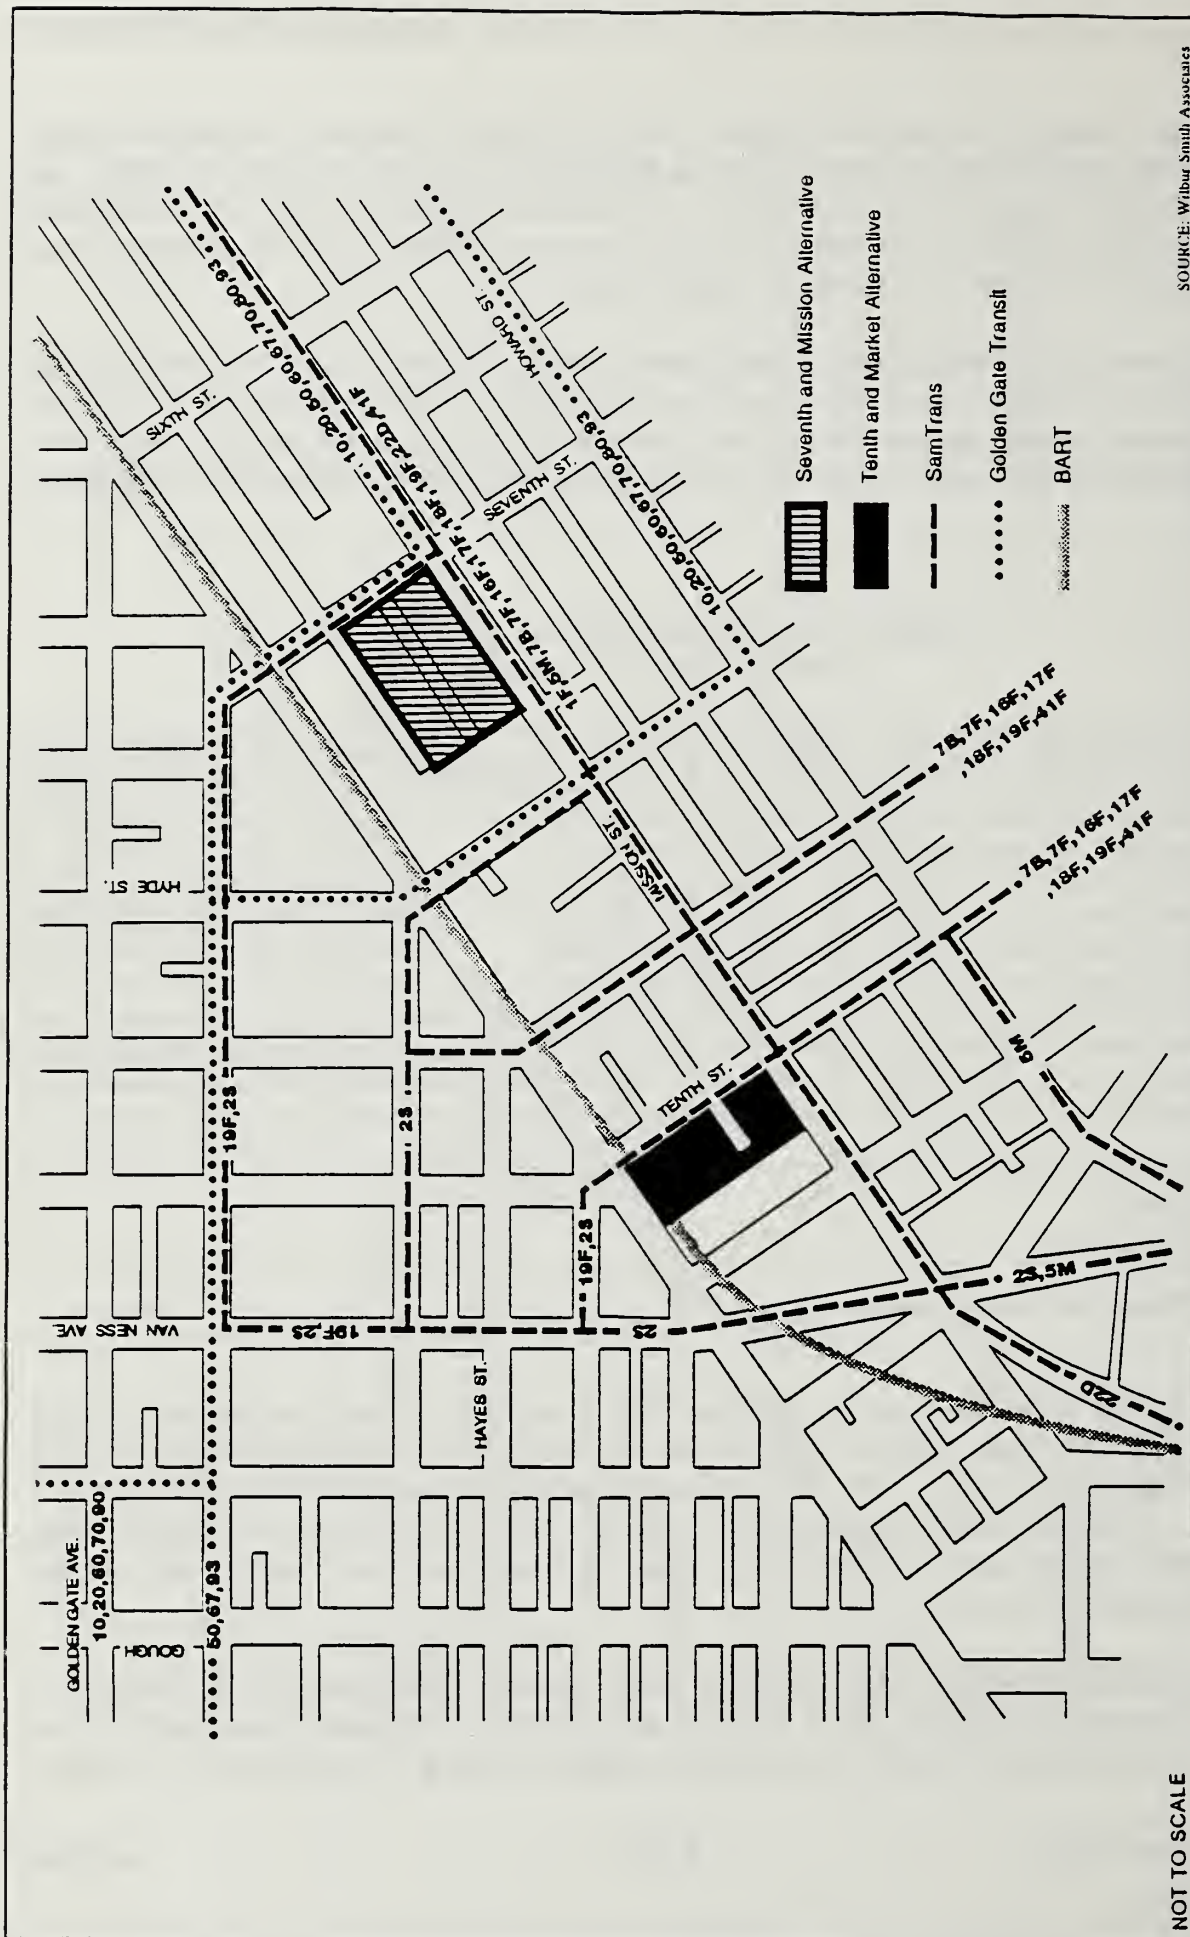 GOLDEN GATE AVE.
10,20,60,70,90
GOUGH
50,67,93
VAN NESS AVE
HYDE ST.
19F,2S
19F,2S
2S
HAYES ST.
19F,2S
2S
2S,5M
22D
5M
TENTH ST.
MISSION ST.
SIXTH ST.
SEVENTH ST.
HOWARD ST.
10,20,50,60,67,70,80,93
1F,5M,7B,7F,16F,17F,18F,19F,22D,41F
10,20,50,60,67,70,80,93
7B,7F,16F,17F
,18F,19F,41F
7B,7F,16F,17F
,18F,19F,41F
Seventh and Mission Alternative
Tenth and Market Alternative
SamTrans
Golden Gate Transit
BART
SOURCE: Wilbur Smith Associates
NOT TO SCALE